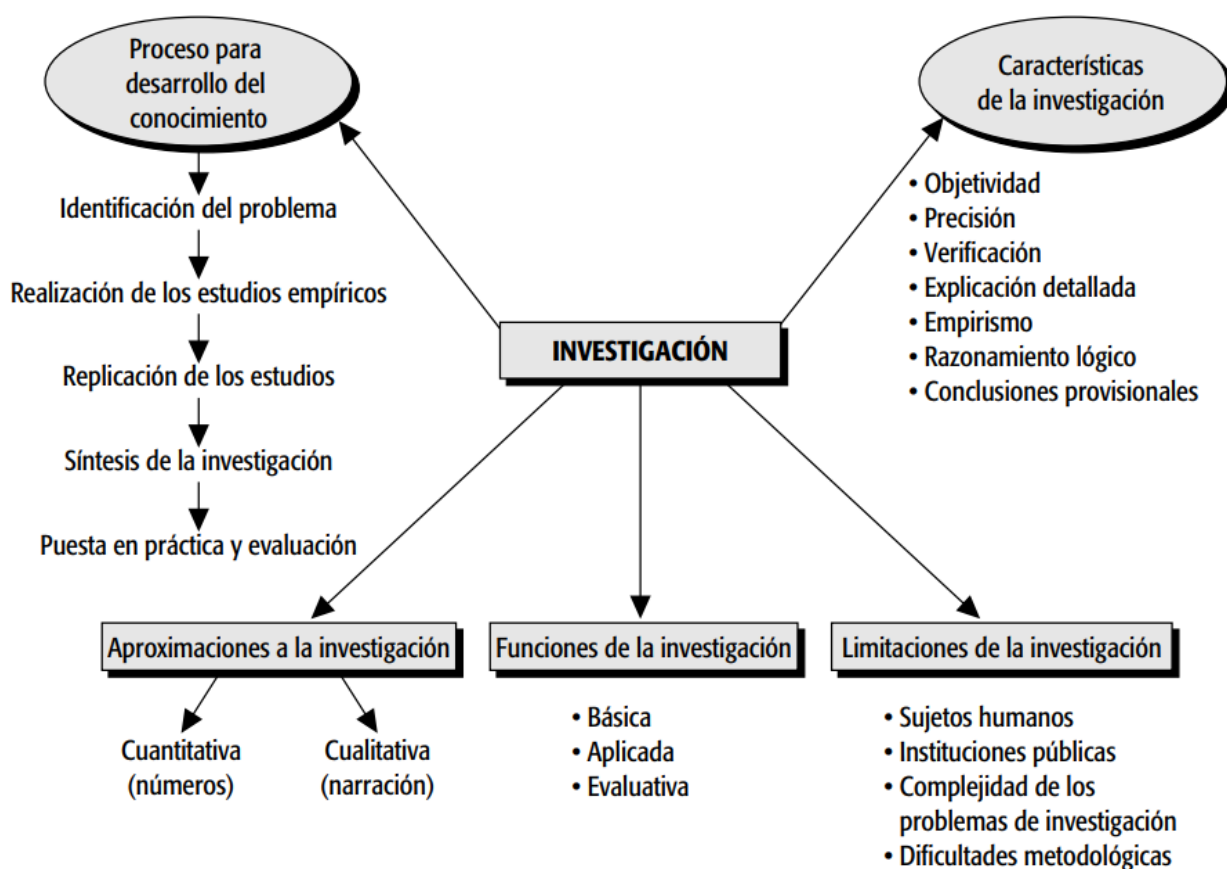 Proceso para
desarrollo del
conocimiento
Identificación del problema
Realización de los estudios empíricos
Replicación de los estudios
Síntesis de la investigación
Puesta en práctica y evaluación
Características
de la investigación
• Objetividad
• Precisión
• Verificación
• Explicación detallada
• Empirismo
• Razonamiento lógico
• Conclusiones provisionales
INVESTIGACIÓN
Aproximaciones a la investigación
Cuantitativa
(números)
Cualitativa
(narración)
Funciones de la investigación
• Básica
• Aplicada
• Evaluativa
Limitaciones de la investigación
• Sujetos humanos
• Instituciones públicas
• Complejidad de los
problemas de investigación
• Dificultades metodológicas